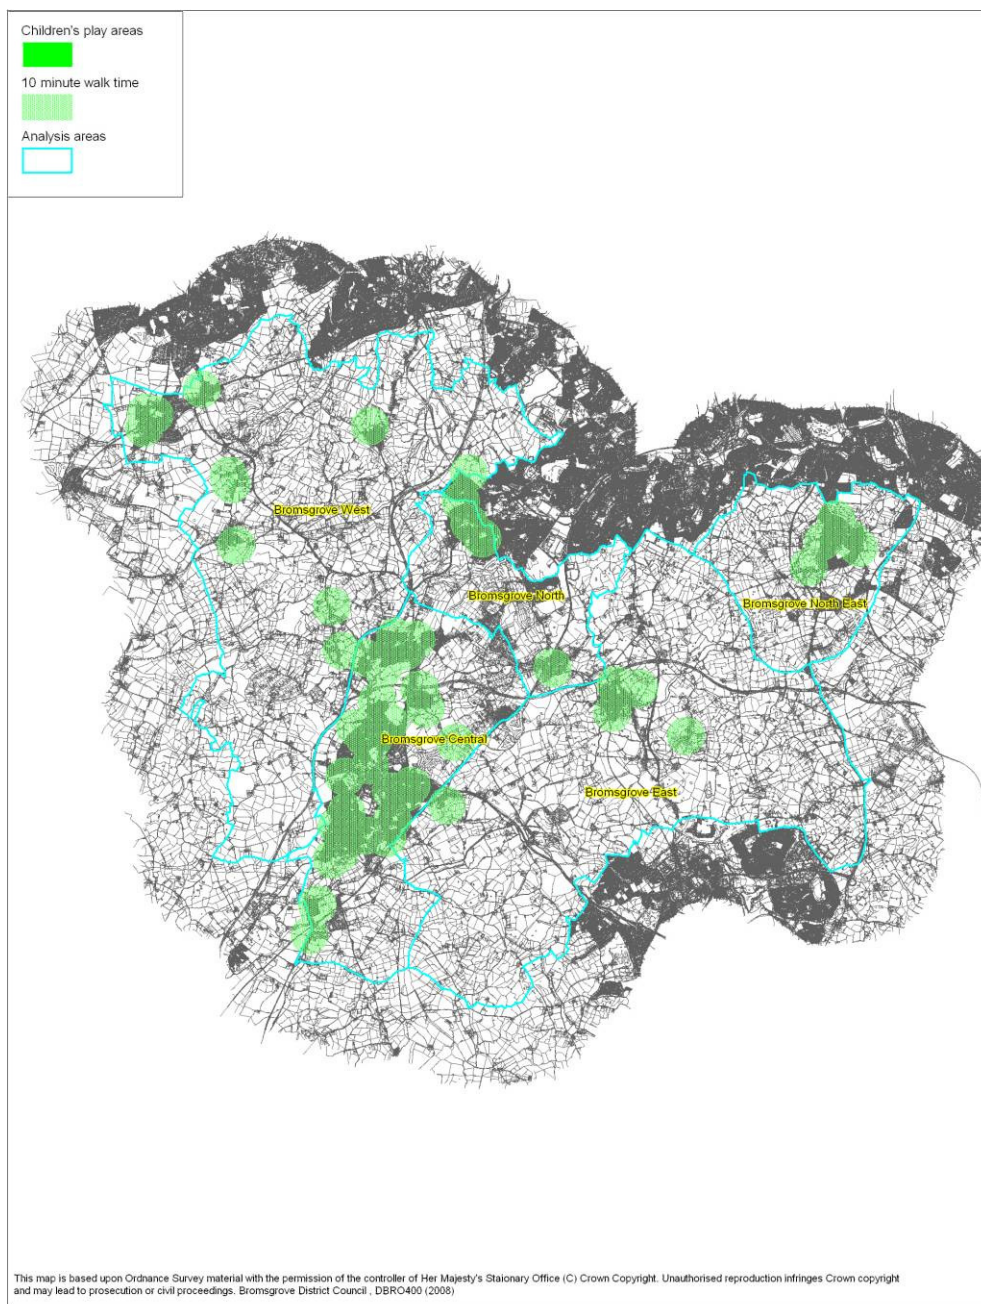 Children's play areas
10 minute walk time
Analysis areas
Bromsgrove West
Bromsgrove North
Bromsgrove North East
Bromsgrove Central
Bromsgrove East
This map is based upon Ordnance Survey material with the permission of the controller of Her Majesty's Staionary Office (C) Crown Copyright. Unauthorised reproduction infringes Crown copyright
and may lead to prosecution or civil proceedings. Bromsgrove District Council , DBRO400 (2008)